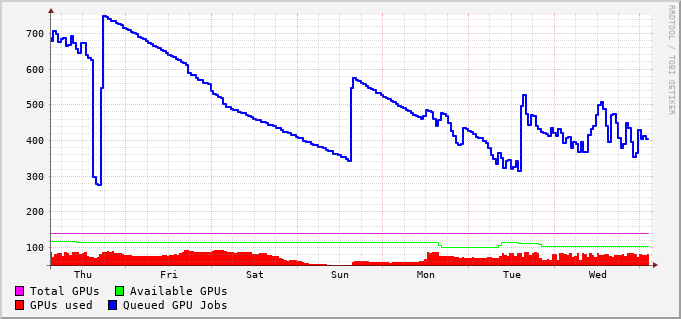 700
600
500
400
300
200
100
Thu Fri Sat Sun Mon Tue Wed
Total GPUs Available GPUs
GPUs used Queued GPU Jobs
RRDTOOL / TOBI OETIKER